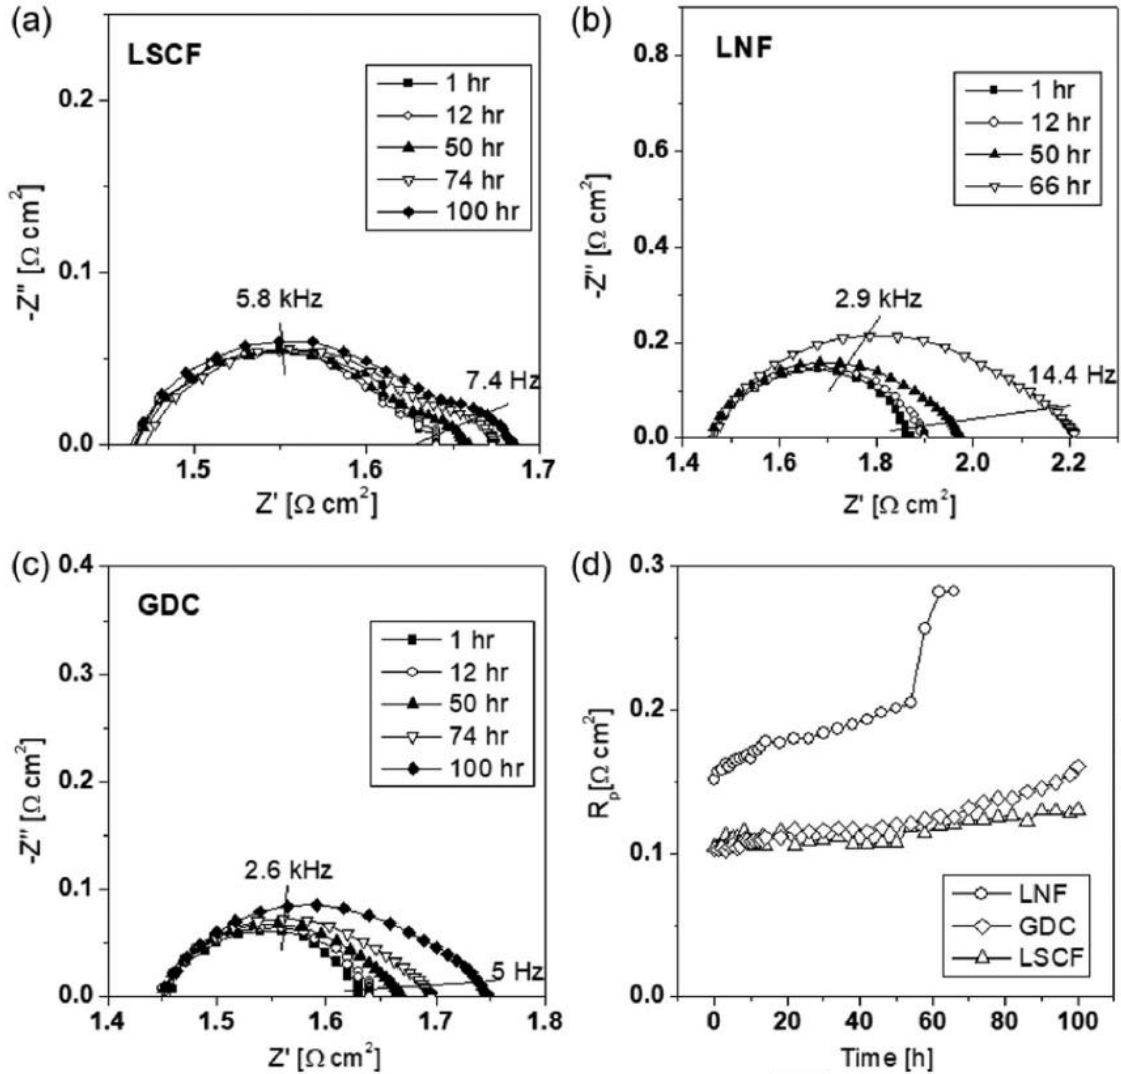 (a)
LSCF
1 hr
12 hr
50 hr
74 hr
100 hr
0.2
0.1
0.0
-Z" [Ω cm²]
5.8 kHz
7.4 Hz
1.5
1.6
1.7
Z' [Ω cm²]
(b)
LNF
1 hr
12 hr
50 hr
66 hr
0.8
0.6
0.4
0.2
0.0
-Z" [Ω cm²]
2.9 kHz
14.4 Hz
1.4
1.6
1.8
2.0
2.2
Z' [Ω cm²]
(c)
GDC
1 hr
12 hr
50 hr
74 hr
100 hr
0.4
0.3
0.2
0.1
0.0
-Z" [Ω cm²]
2.6 kHz
5 Hz
1.4
1.5
1.6
1.7
1.8
Z' [Ω cm²]
(d)
0.3
0.2
0.1
0.0
Rp[Ω cm²]
LNF
GDC
LSCF
0
20
40
60
80
100
Time [h]